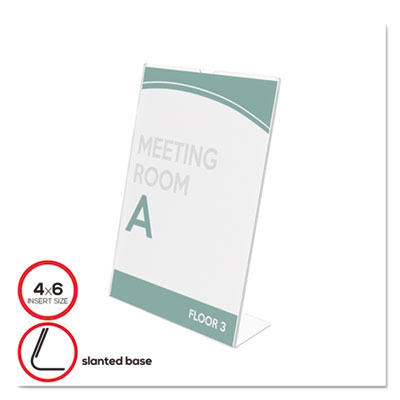 MEETING
ROOM
A
FLOOR 3
4x6
INSERT SIZE
slanted base